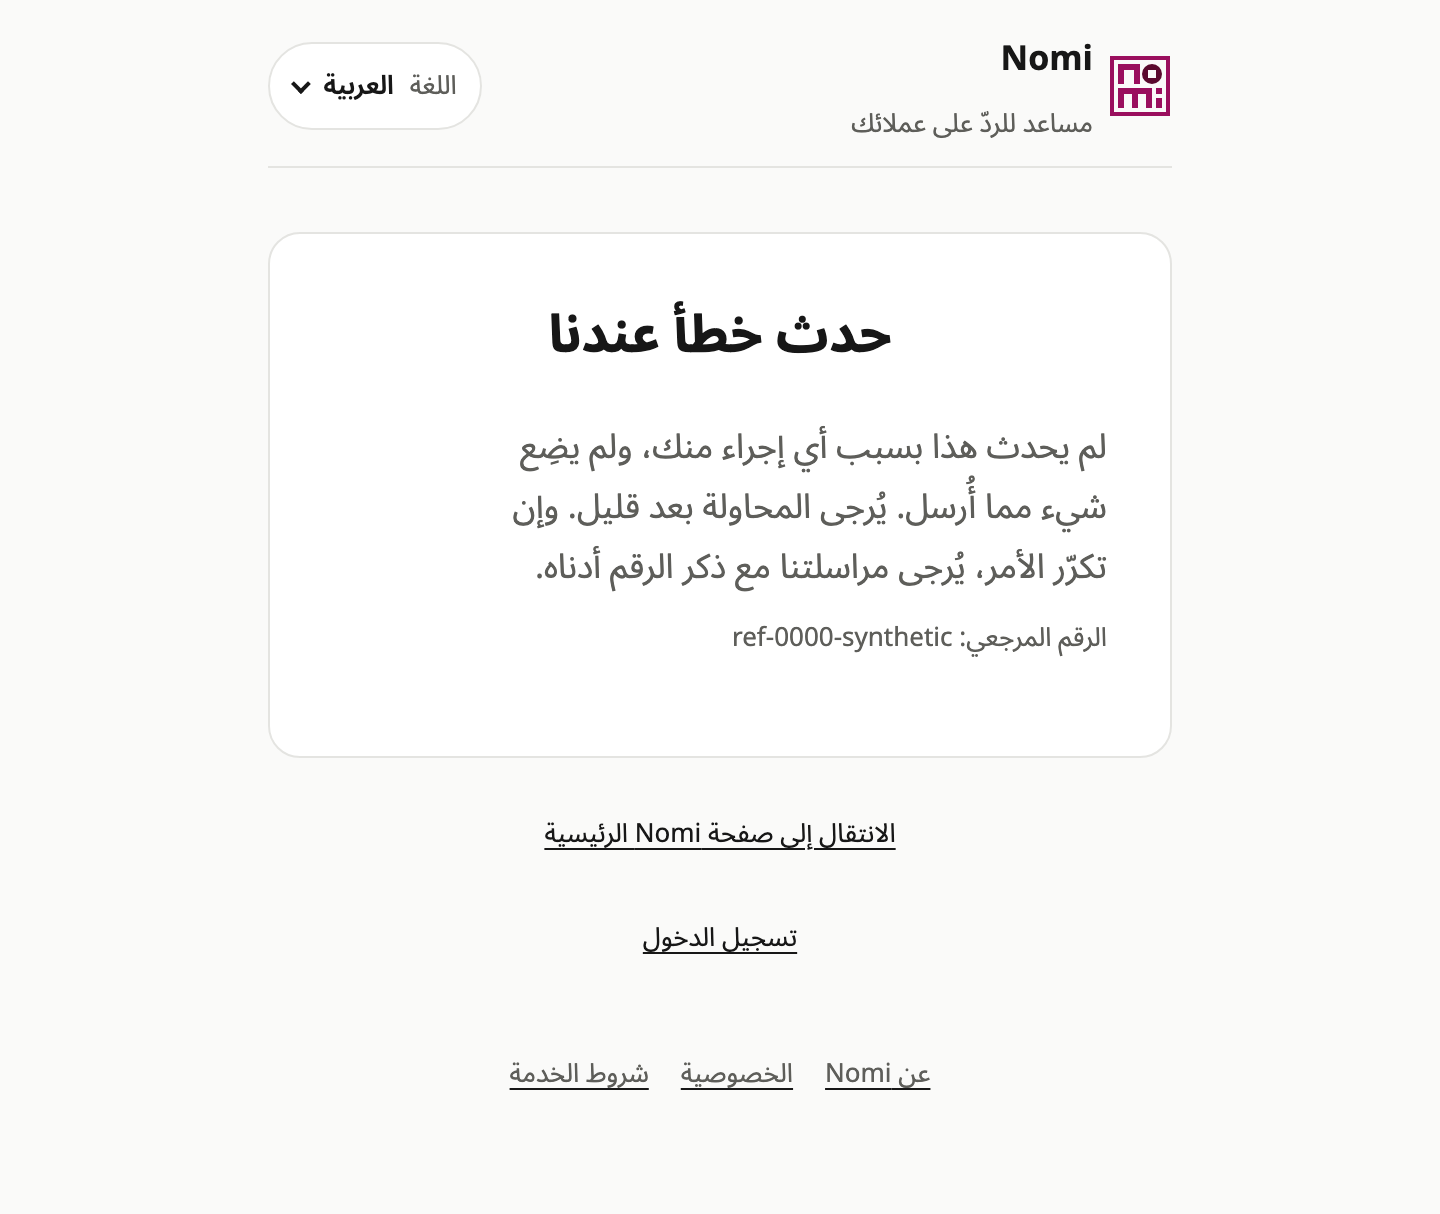 Nomi
مساعد للردّ على عملائك
اللغة العربية
حدث خطأ عندنا
لم يحدث هذا بسبب أي إجراء منك، ولم يضِع
شيء مما أُرسل. يُرجى المحاولة بعد قليل. وإن
تكرّر الأمر، يُرجى مراسلتنا مع ذكر الرقم أدناه.
الرقم المرجعي: ref-0000-synthetic
الانتقال إلى صفحة Nomi الرئيسية
تسجيل الدخول
عن Nomi الخصوصية شروط الخدمة